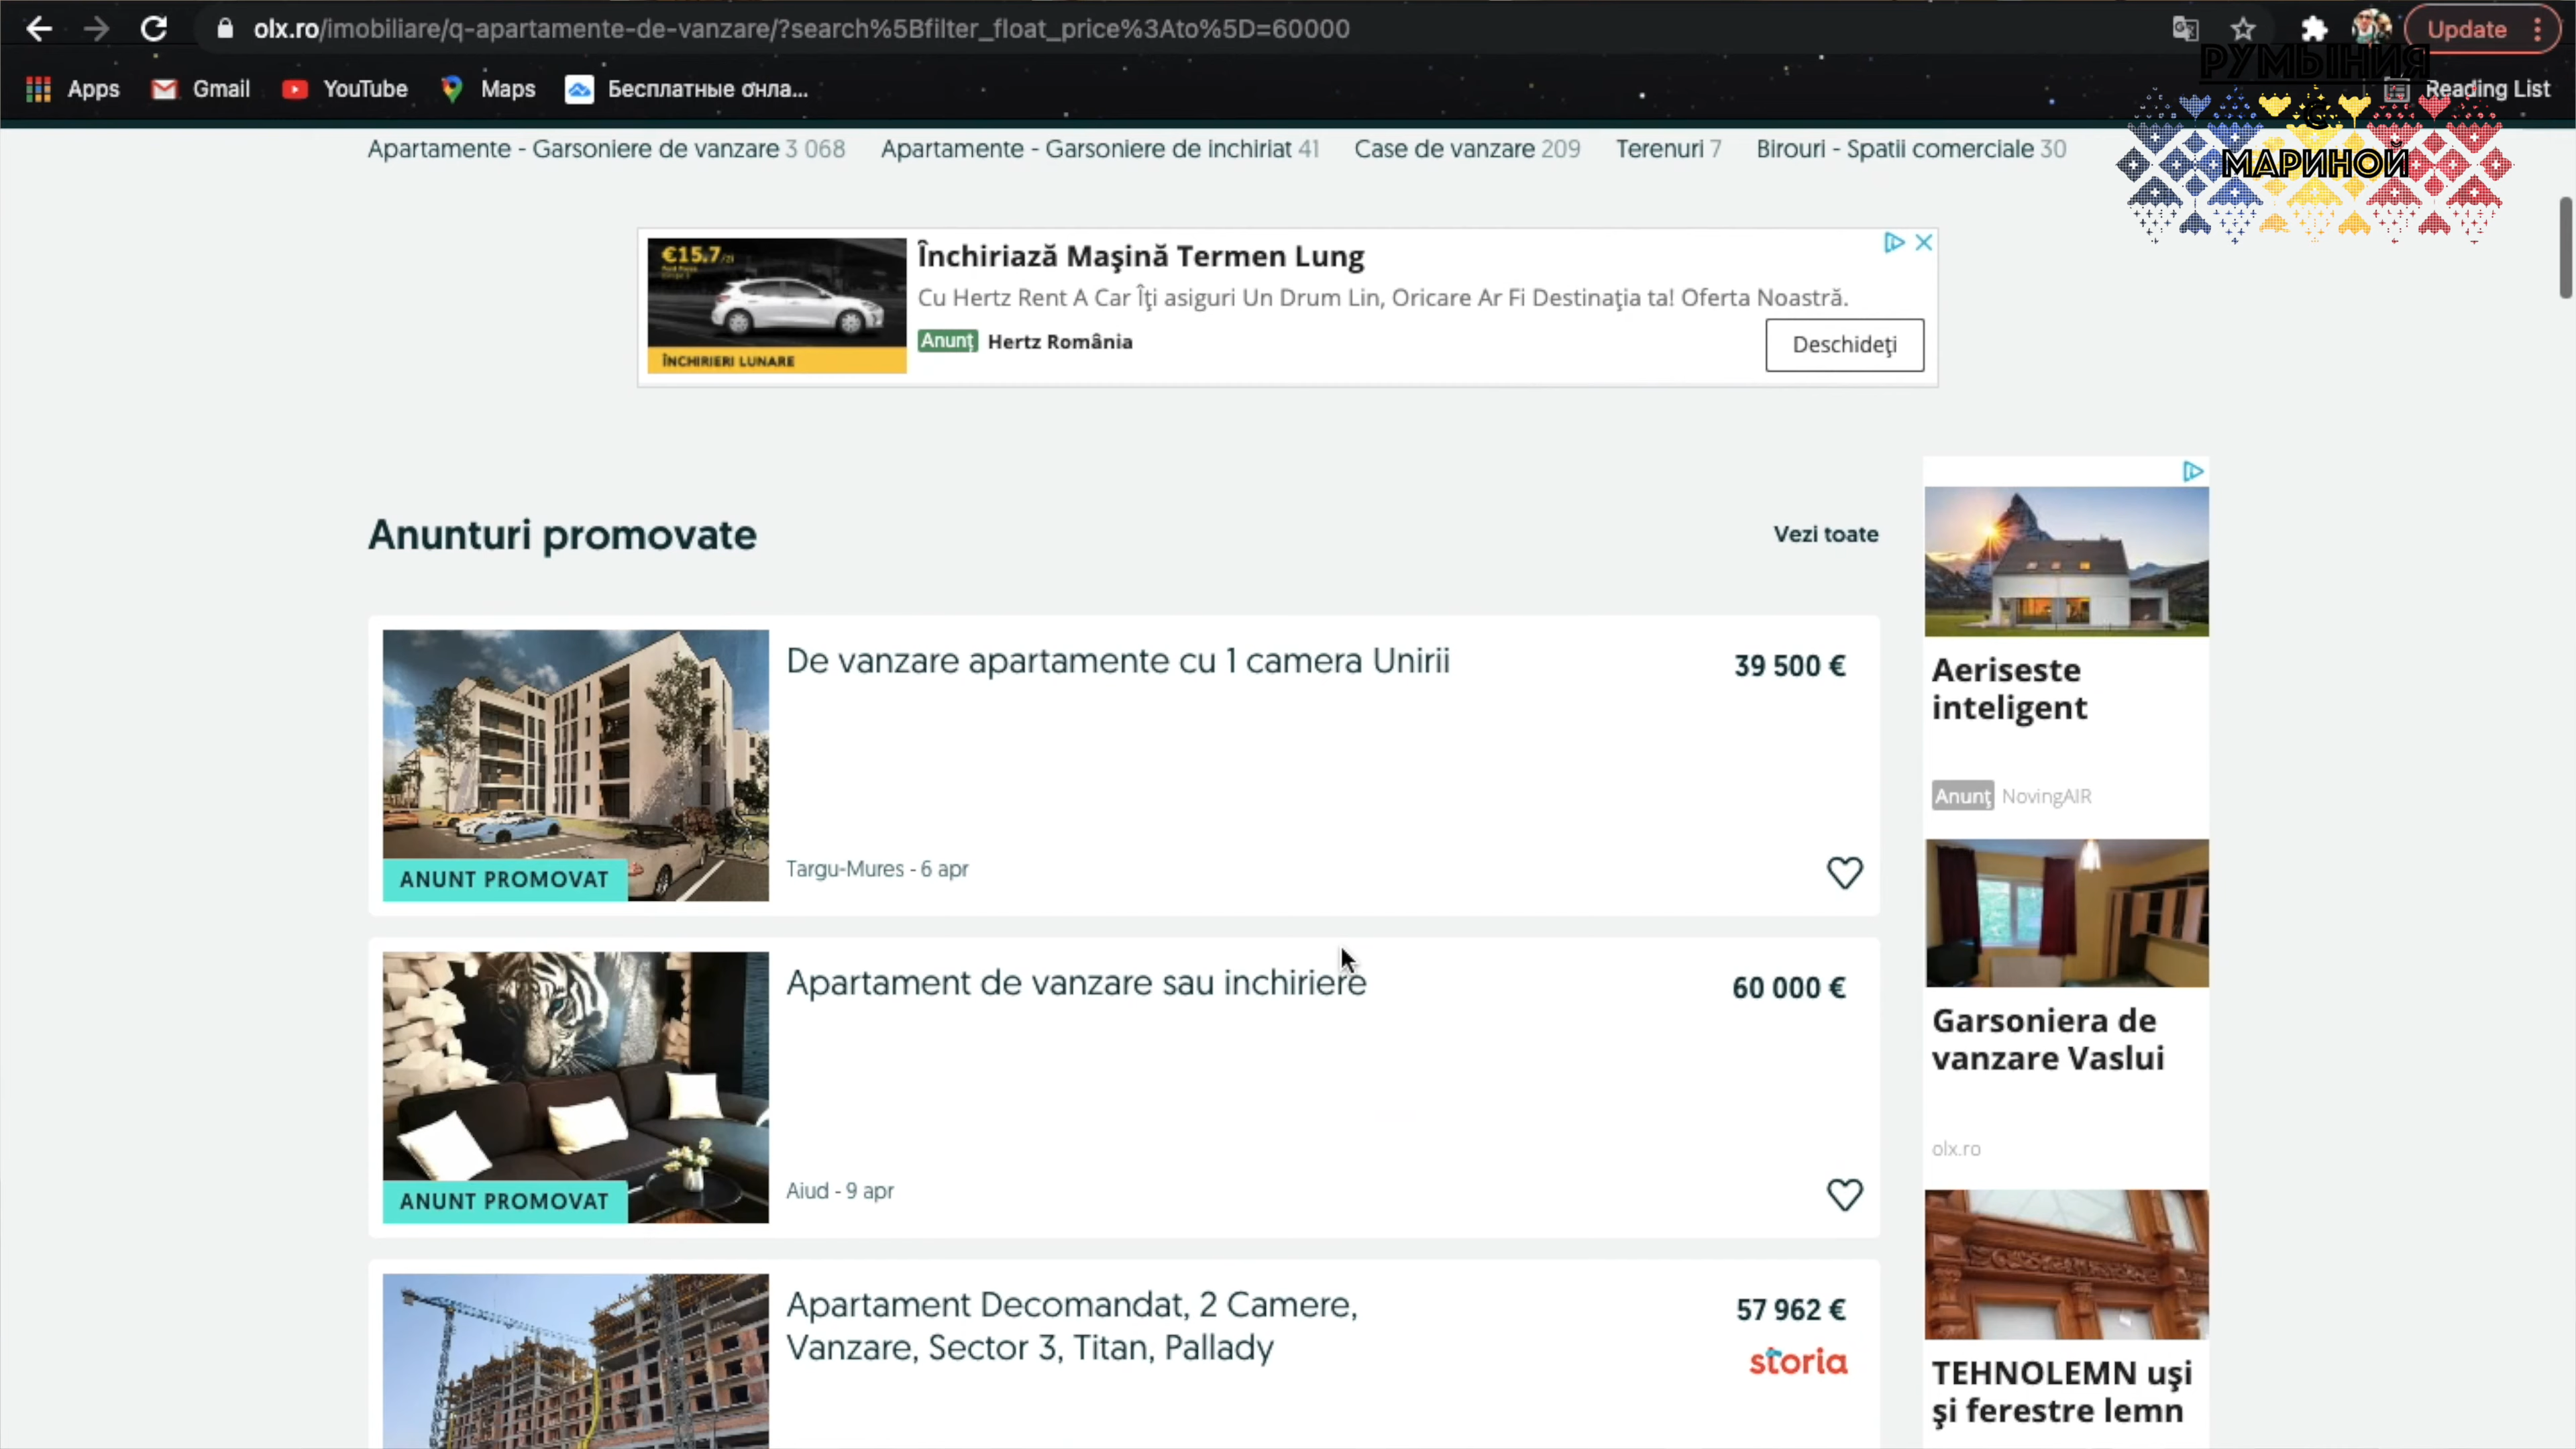 olx.ro/imobiliare/q-apartamente-de-vanzare/?search%5Bfilter_float_price%3Ato%5D=60000
Update
РУМЫНИЯ
С
МАРИНОЙ
Apps
Gmail
YouTube
Maps
Бесплатные онла...
Reading List
Apartamente - Garsoniere de vanzare 3 068
Apartamente - Garsoniere de inchiriat 41
Case de vanzare 209
Terenuri 7
Birouri - Spatii comerciale 30
€15.7/zi
ÎNCHIRIERI LUNARE
Închiriază Maşină Termen Lung
Cu Hertz Rent A Car Îţi asiguri Un Drum Lin, Oricare Ar Fi Destinaţia ta! Oferta Noastră.
Anunţ Hertz România
Deschideţi
Anunturi promovate
Vezi toate
De vanzare apartamente cu 1 camera Unirii
39 500 €
Targu-Mures - 6 apr
ANUNT PROMOVAT
Apartament de vanzare sau inchiriere
60 000 €
Aiud - 9 apr
ANUNT PROMOVAT
Apartament Decomandat, 2 Camere,
Vanzare, Sector 3, Titan, Pallady
57 962 €
storia
Aeriseste
inteligent
Anunţ NovingAIR
Garsoniera de
vanzare Vaslui
olx.ro
TEHNOLEMN uşi
şi ferestre lemn